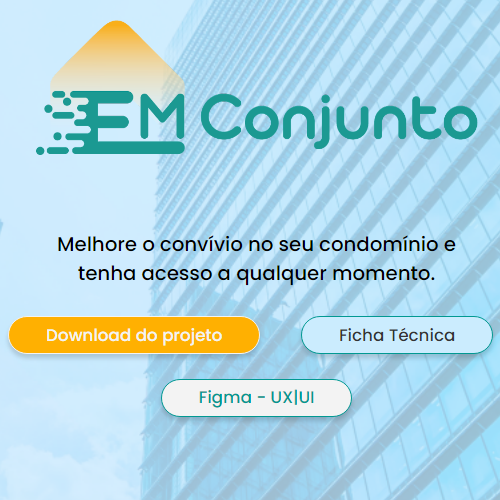 EM Conjunto
Melhore o convívio no seu condomínio e
tenha acesso a qualquer momento.
Download do projeto
Ficha Técnica
Figma - UX|UI